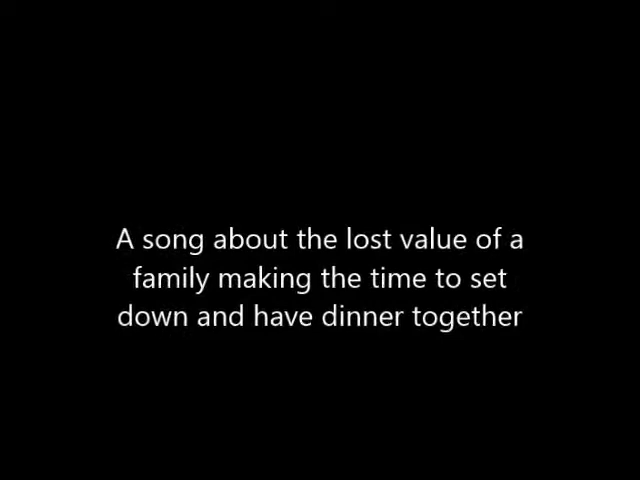 A song about the lost value of a
family making the time to set
down and have dinner together